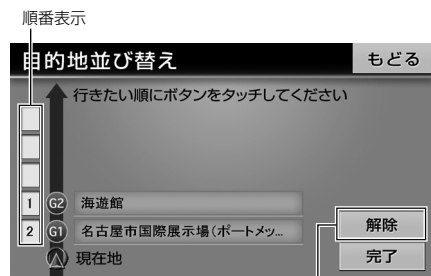 順番表示
目的地並び替え
もどる
行きたい順にボタンをタッチしてください
1 G2 海遊館
2 G1 名古屋市国際展示場(ポートメッ...
解除
現在地
完了